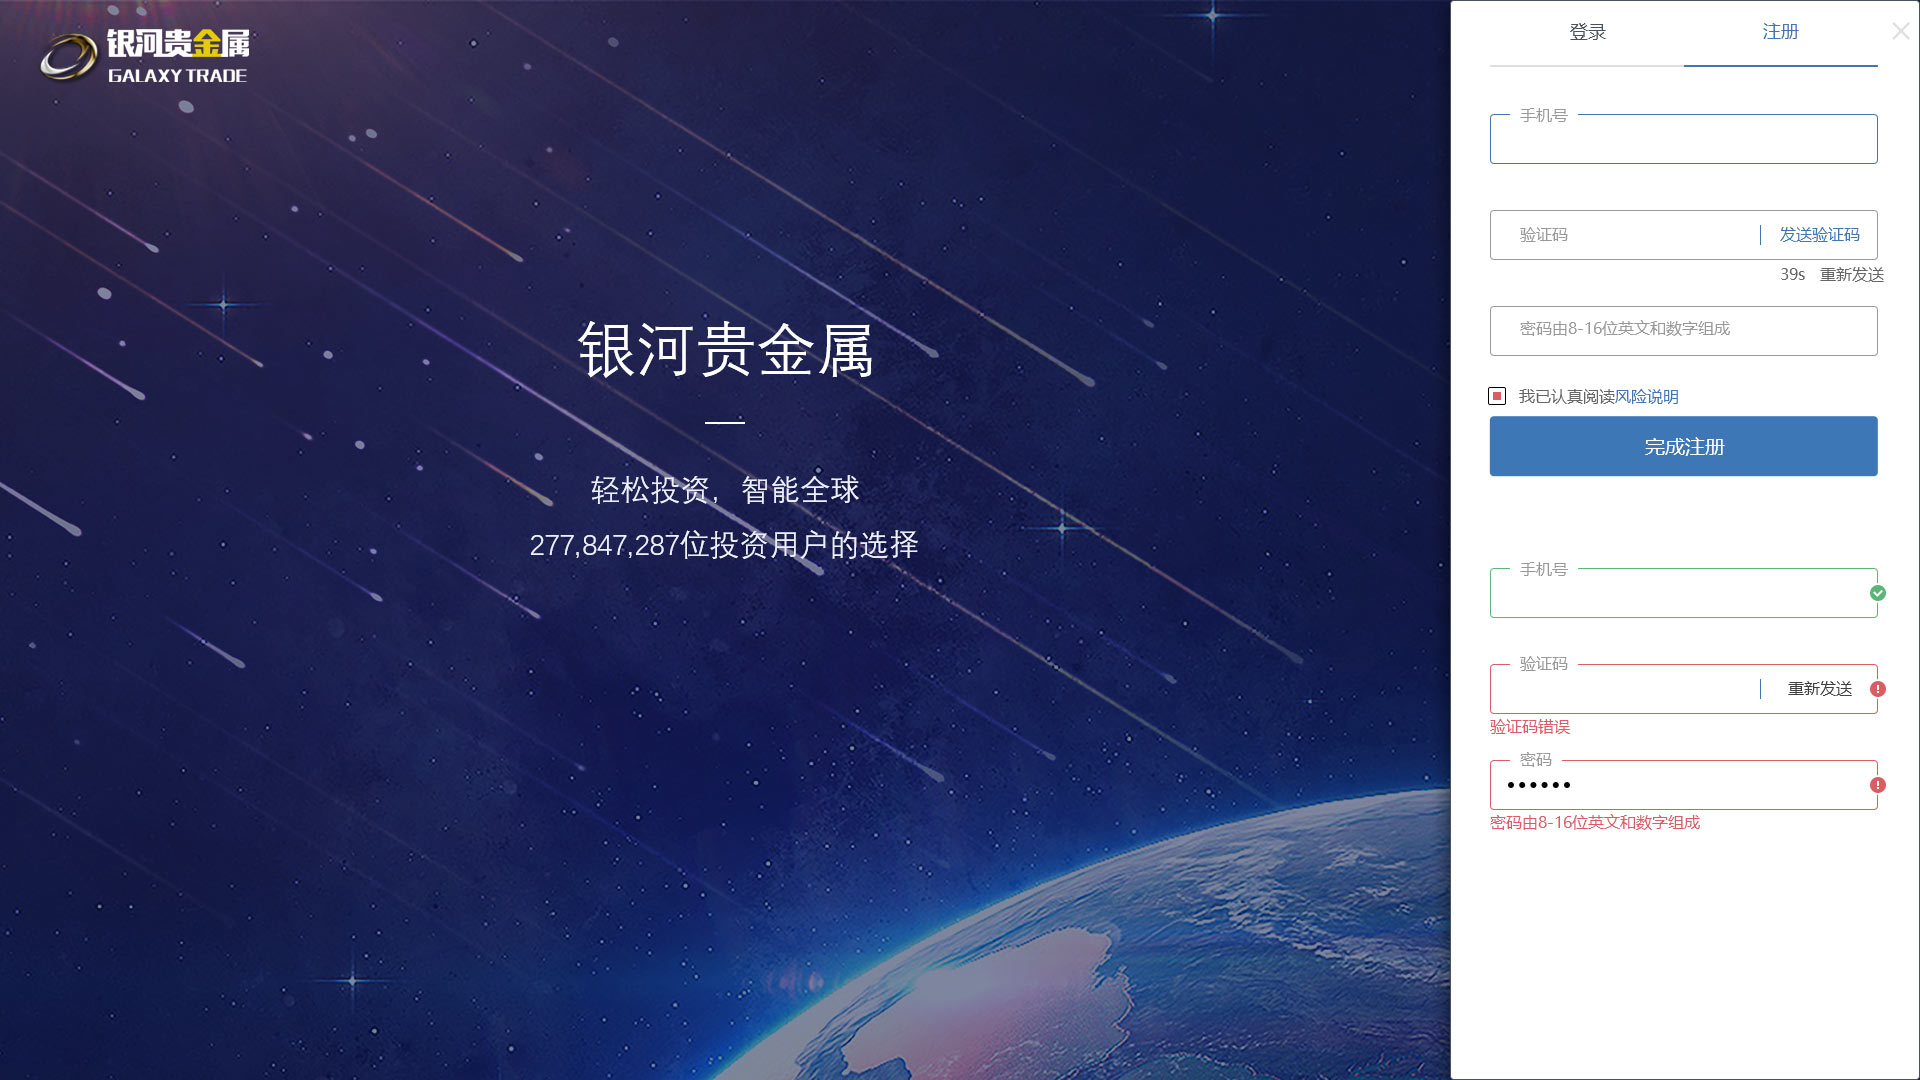 银河贵金属
GALAXY TRADE
银河贵金属
轻松投资，智能全球
277,847,287位投资用户的选择
登录 注册
手机号
验证码 发送验证码
39s 重新发送
密码由8-16位英文和数字组成
我已认真阅读风险说明
完成注册
手机号
验证码
重新发送
验证码错误
密码
••••••
密码由8-16位英文和数字组成